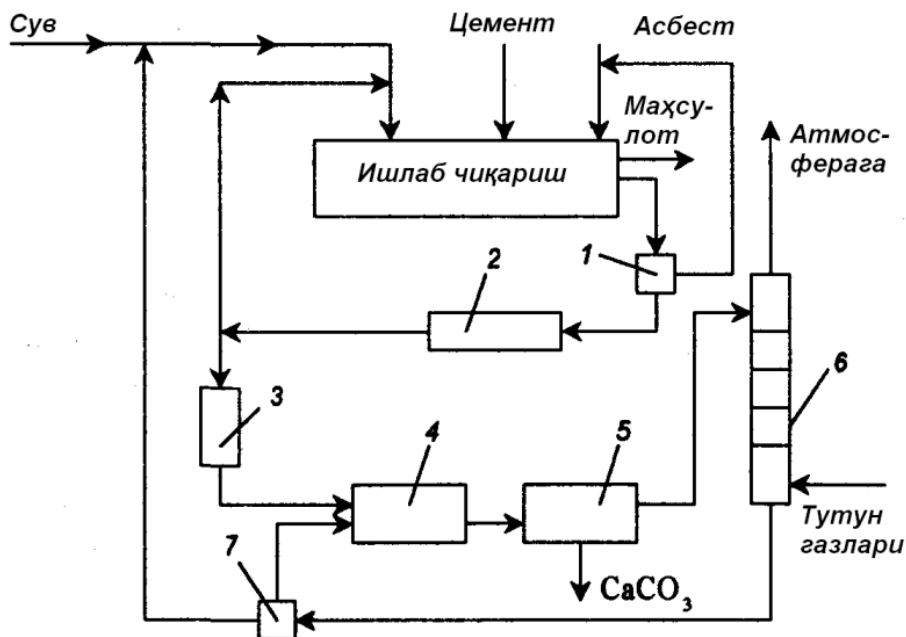 Сув
Цемент
Асбест
Маҳсу-
лот
Атмос-
ферага
Ишлаб чиқариш
1
2
3
4
5
6
7
Тутун
газлари
CaCO₃